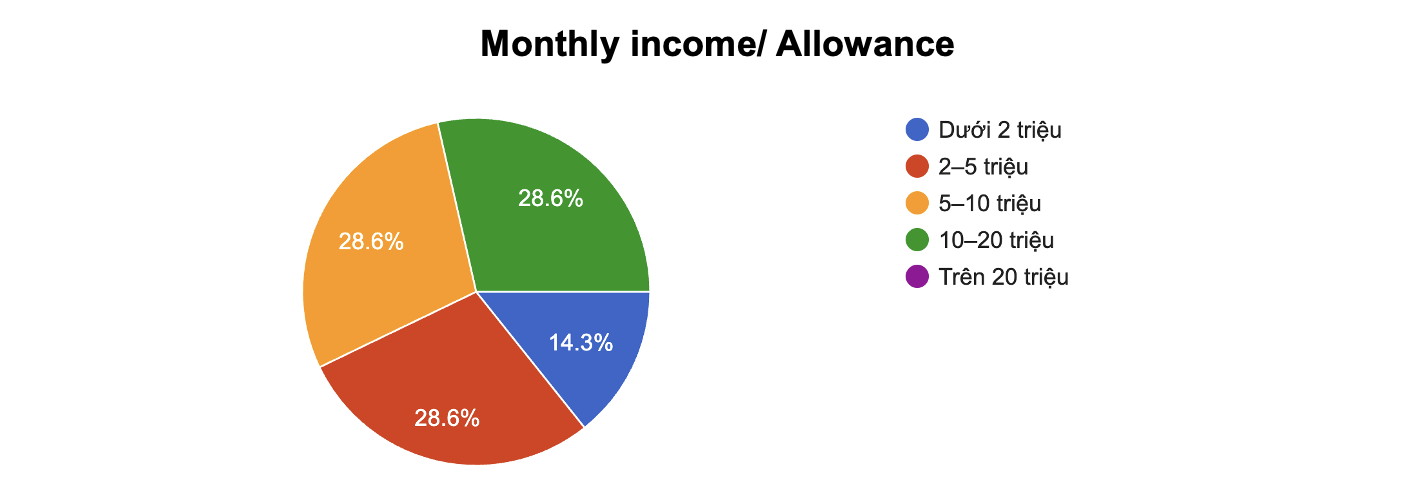 Monthly income/ Allowance
28.6%
28.6%
14.3%
28.6%
Dưới 2 triệu
2–5 triệu
5–10 triệu
10–20 triệu
Trên 20 triệu